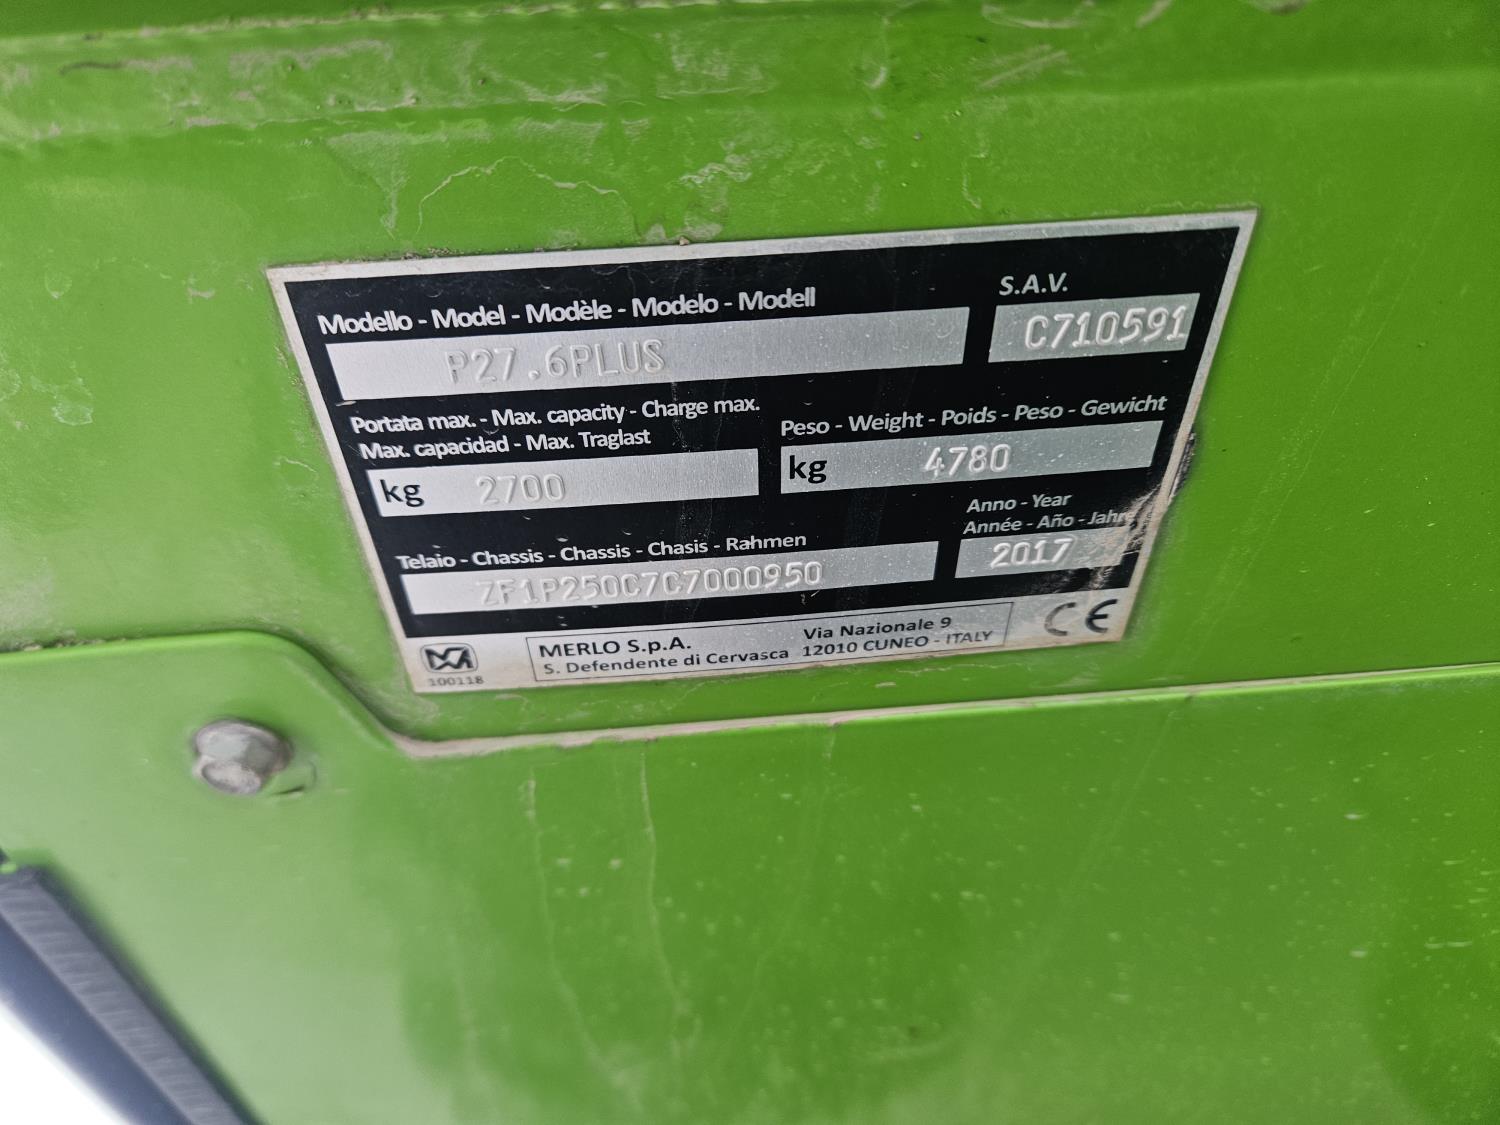 Modello - Model - Modèle - Modelo - Modell
S.A.V.
P27.6PLUS
C710591
Portata max. - Max. capacity - Charge max.
Max. capacidad - Max. Traglast
Peso - Weight - Poids - Peso - Gewicht
kg 2700
kg 4780
Telaio - Chassis - Chassis - Chasis - Rahmen
Anno - Year
Année - Año - Jahre
ZF1P250C7C7000950
2017
100118
MERLO S.p.A.
S. Defendente di Cervasca
Via Nazionale 9
12010 CUNEO - ITALY
CE